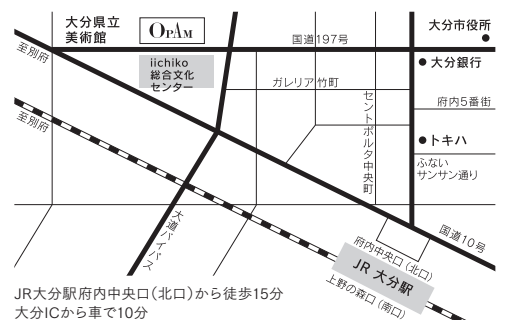 大分県立
美術館
OPAM
大分市役所
国道197号
至別府
iichiko
総合文化
センター
大分銀行
ガレリア竹町
セントポルタ中央町
府内5番街
至別府
トキハ
ふない
サンサン通り
大道バイパス
国道10号
府内中央口(北口)
JR 大分駅
上野の森口(南口)
JR大分駅府内中央口(北口)から徒歩15分
大分ICから車で10分